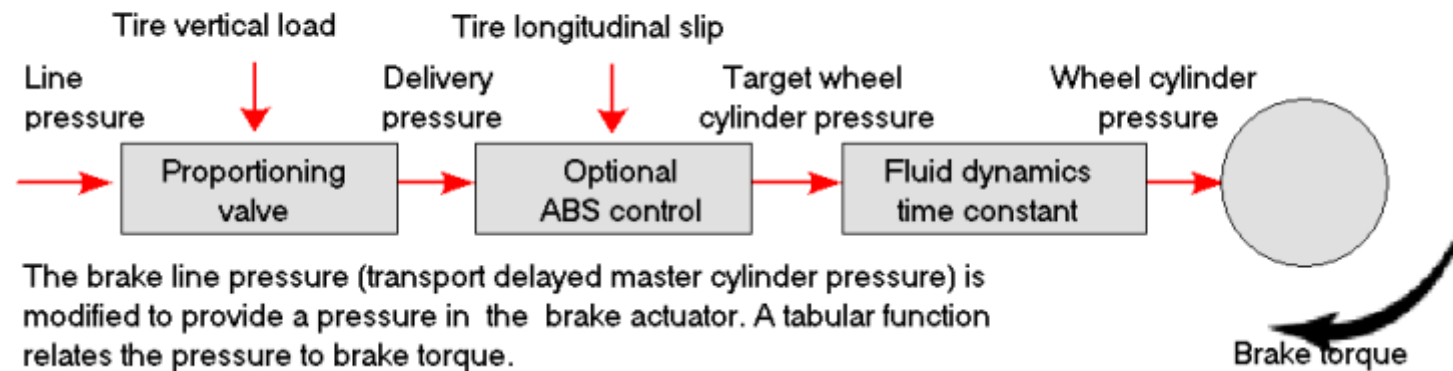 Tire vertical load
Tire longitudinal slip
Line
pressure
Delivery
pressure
Target wheel
cylinder pressure
Wheel cylinder
pressure
Proportioning
valve
Optional
ABS control
Fluid dynamics
time constant
The brake line pressure (transport delayed master cylinder pressure) is
modified to provide a pressure in the brake actuator. A tabular function
relates the pressure to brake torque.
Brake torque